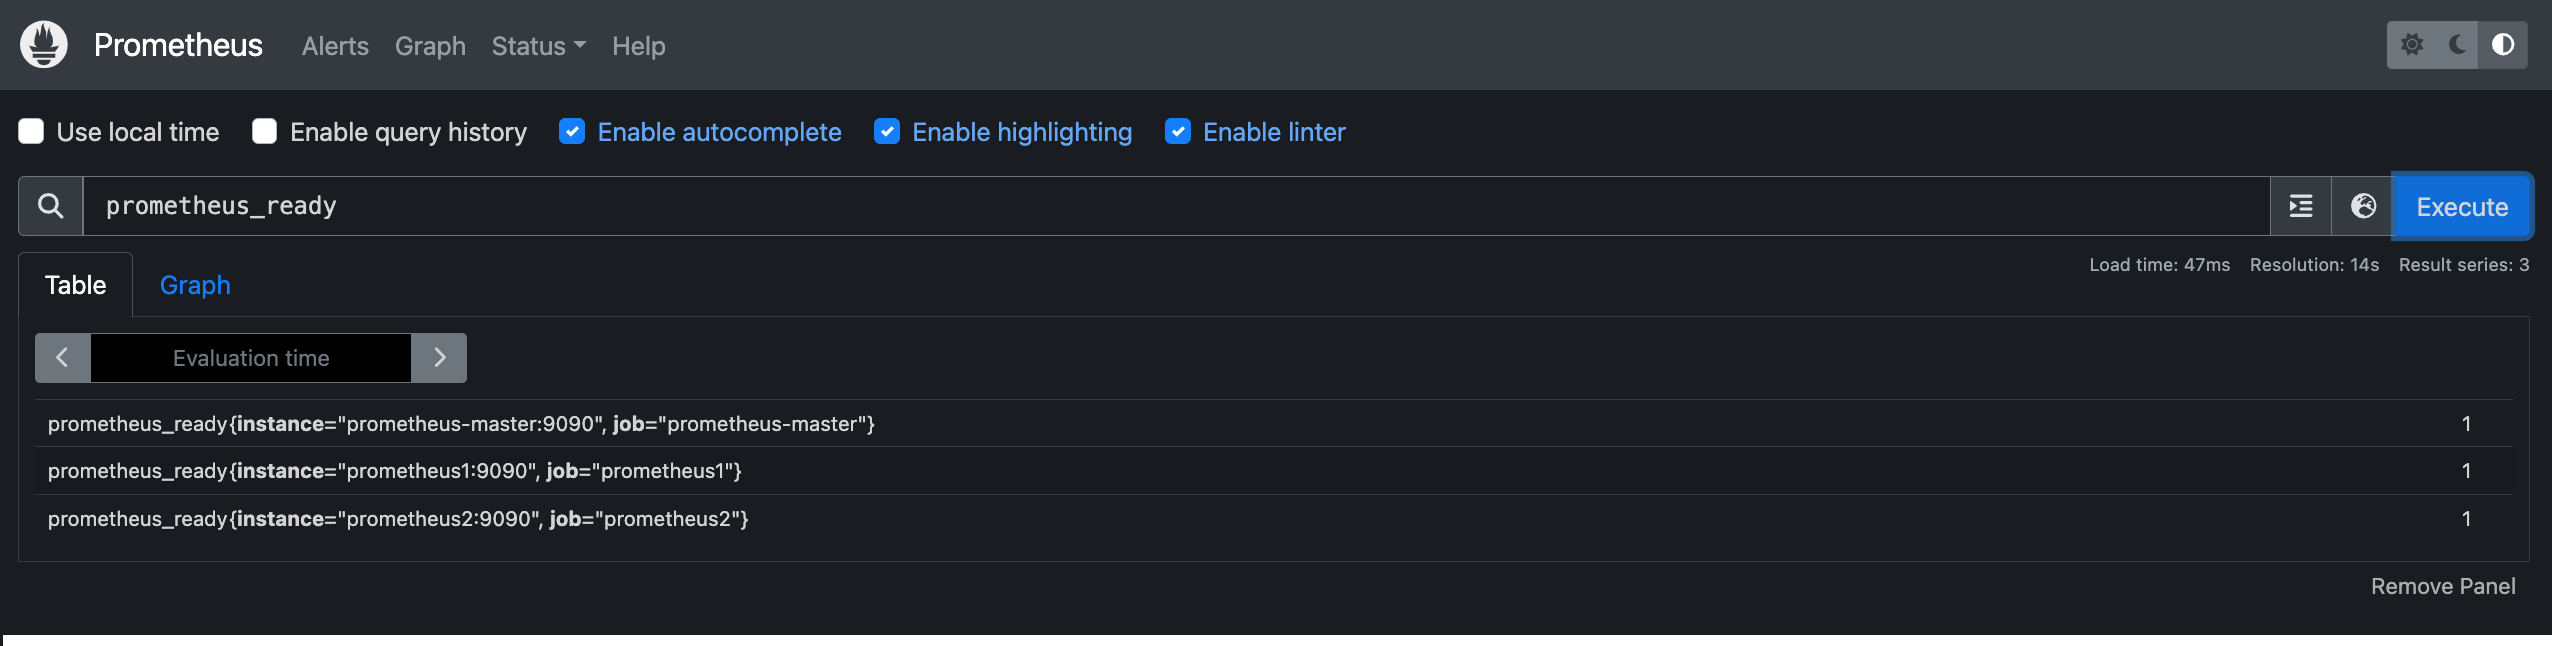 Prometheus Alerts Graph Status Help
Use local time Enable query history Enable autocomplete Enable highlighting Enable linter
prometheus_ready Execute
Table Graph Load time: 47ms Resolution: 14s Result series: 3
Evaluation time
prometheus_ready{instance="prometheus-master:9090", job="prometheus-master"} 1
prometheus_ready{instance="prometheus1:9090", job="prometheus1"} 1
prometheus_ready{instance="prometheus2:9090", job="prometheus2"} 1
Remove Panel